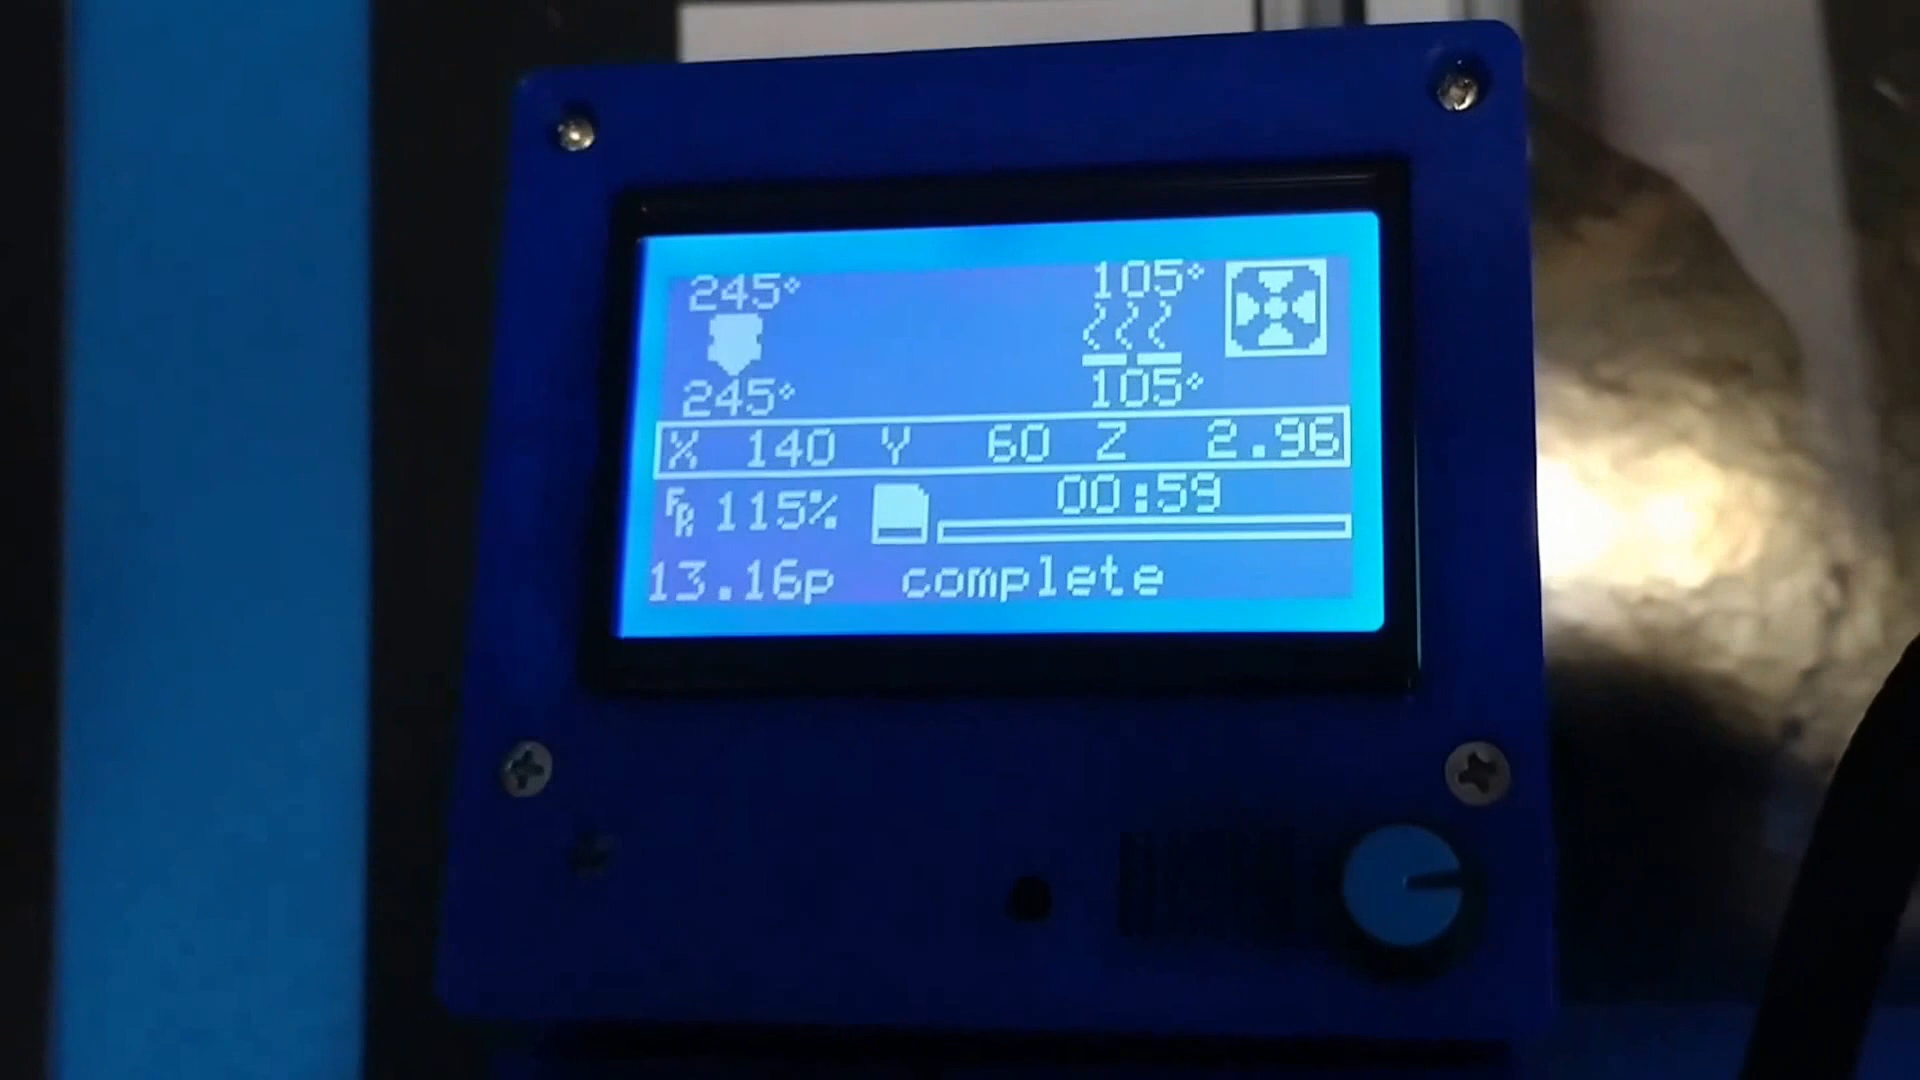 245° 105°
245° 105°
X 140 Y 60 Z 2.96
FR 115% 00:59
13.16p complete